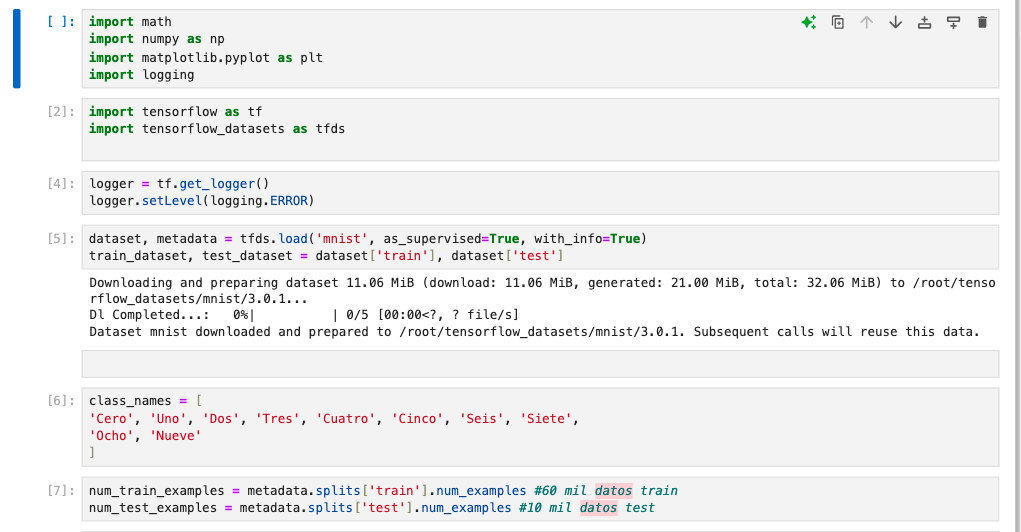 [ ]: import math
import numpy as np
import matplotlib.pyplot as plt
import logging
[2]: import tensorflow as tf
import tensorflow_datasets as tfds
[4]: logger = tf.get_logger()
logger.setLevel(logging.ERROR)
[5]: dataset, metadata = tfds.load('mnist', as_supervised=True, with_info=True)
train_dataset, test_dataset = dataset['train'], dataset['test']
Downloading and preparing dataset 11.06 MiB (download: 11.06 MiB, generated: 21.00 MiB, total: 32.06 MiB) to /root/tenso
rflow_datasets/mnist/3.0.1...
Dl Completed...:   0%|          | 0/5 [00:00<?, ? file/s]
Dataset mnist downloaded and prepared to /root/tensorflow_datasets/mnist/3.0.1. Subsequent calls will reuse this data.
[6]: class_names = [
'Cero', 'Uno', 'Dos', 'Tres', 'Cuatro', 'Cinco', 'Seis', 'Siete',
'Ocho', 'Nueve'
]
[7]: num_train_examples = metadata.splits['train'].num_examples #60 mil datos train
num_test_examples = metadata.splits['test'].num_examples #10 mil datos test